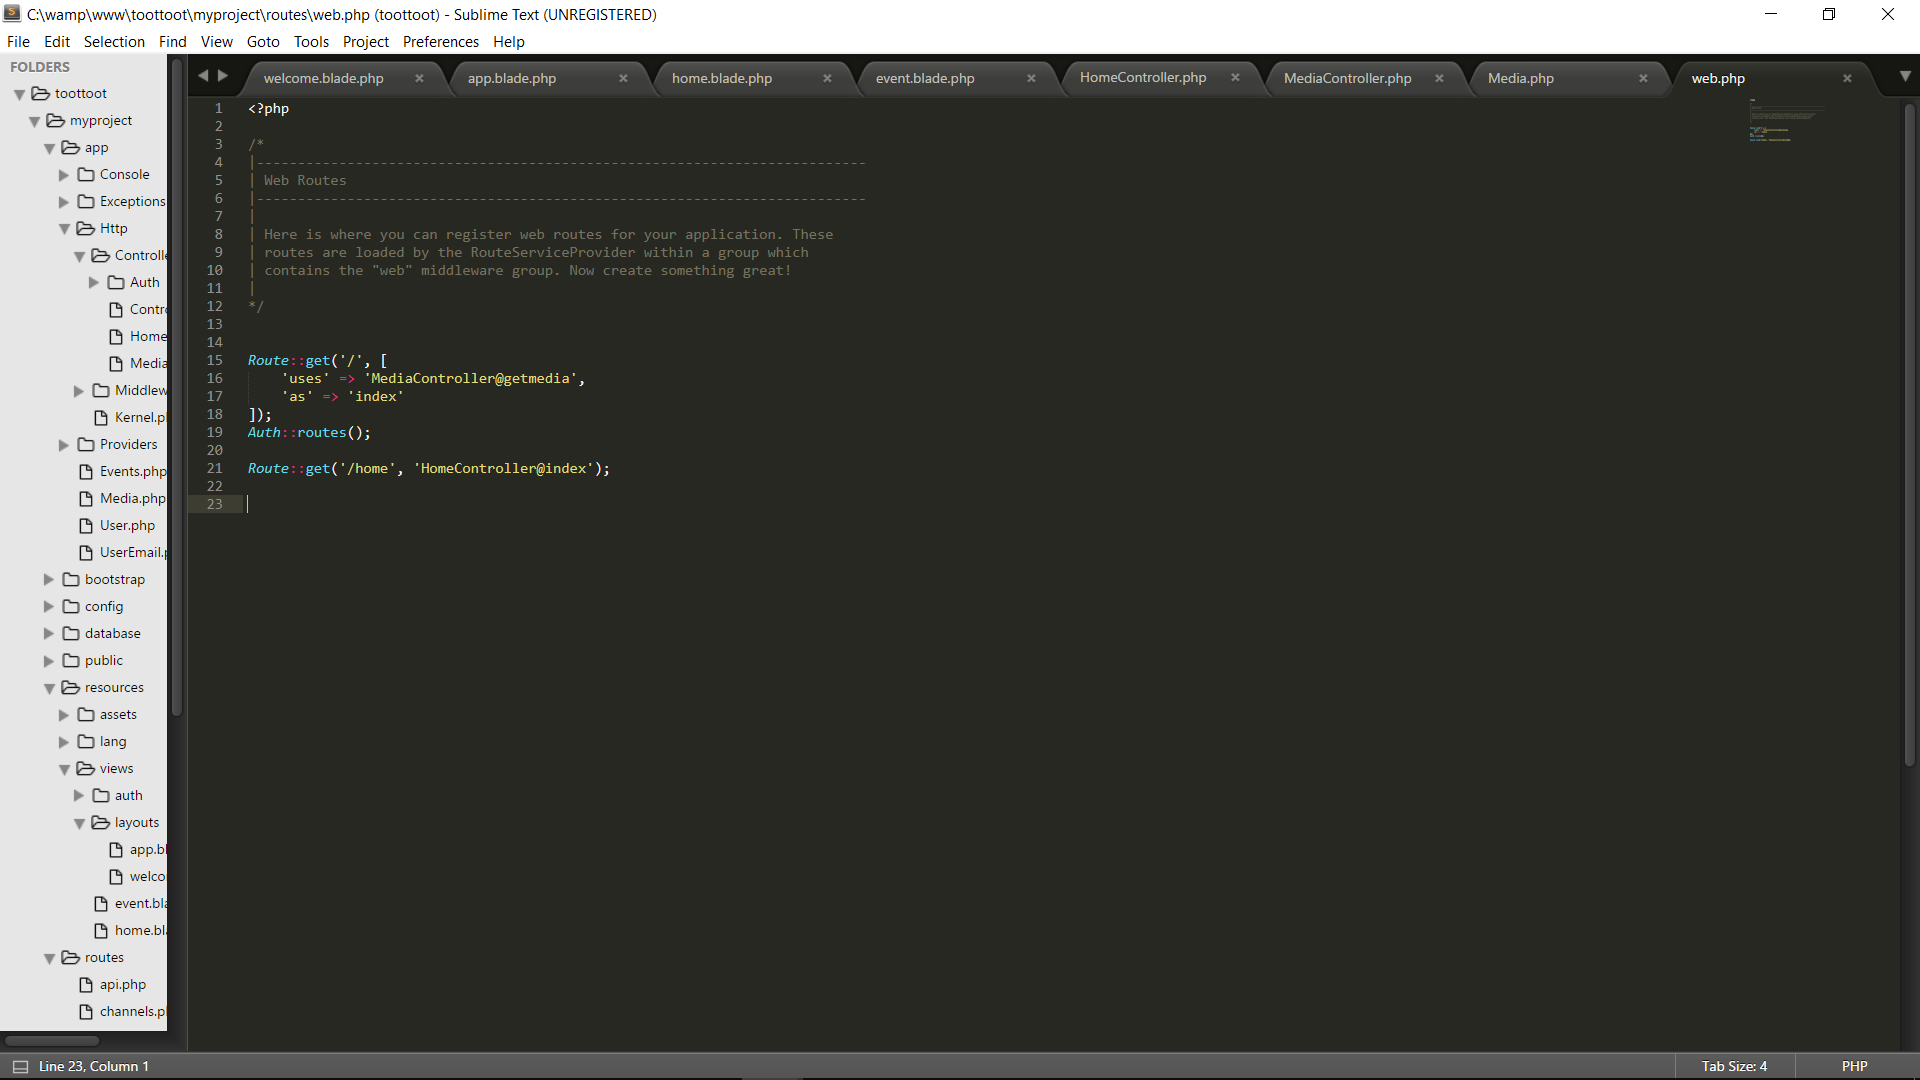 C:\wamp\www\toottoot\myproject\routes\web.php (toottoot) - Sublime Text (UNREGISTERED)
File Edit Selection Find View Goto Tools Project Preferences Help
FOLDERS
toottoot
myproject
app
Console
Exceptions
Http
Controlle
Auth
Contro
Home
Media
Middlew
Kernel.p
Providers
Events.php
Media.php
User.php
UserEmail.p
bootstrap
config
database
public
resources
assets
lang
views
auth
layouts
app.bl
welco
event.bla
home.bla
routes
api.php
channels.p
welcome.blade.php app.blade.php home.blade.php event.blade.php HomeController.php MediaController.php Media.php web.php
1 <?php
2
3 /*
4 |--------------------------------------------------------------------------
5 | Web Routes
6 |--------------------------------------------------------------------------
7 |
8 | Here is where you can register web routes for your application. These
9 | routes are loaded by the RouteServiceProvider within a group which
10 | contains the "web" middleware group. Now create something great!
11 |
12 */
13
14
15 Route::get('/', [
16 'uses' => 'MediaController@getmedia',
17 'as' => 'index'
18 ]);
19 Auth::routes();
20
21 Route::get('/home', 'HomeController@index');
22
23
Line 23, Column 1 Tab Size: 4 PHP